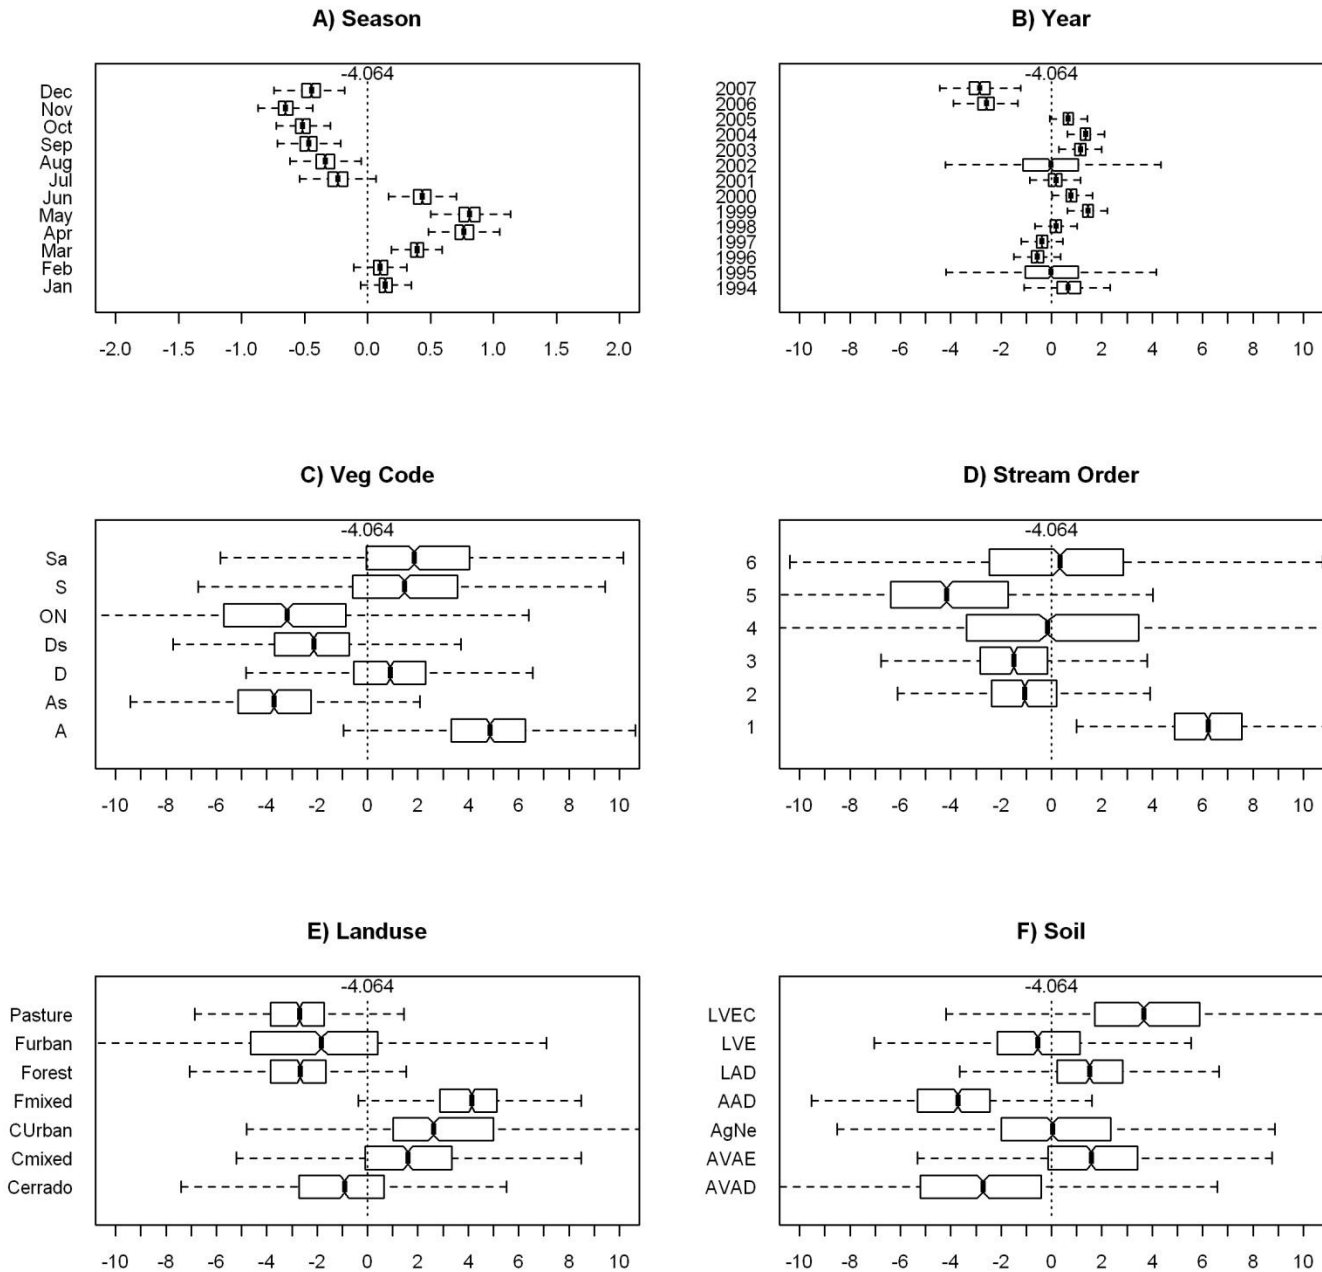 A) Season
-4.064
Dec
Nov
Oct
Sep
Aug
Jul
Jun
May
Apr
Mar
Feb
Jan
-2.0 -1.5 -1.0 -0.5 0.0 0.5 1.0 1.5 2.0
B) Year
-4.064
2007
2006
2005
2004
2003
2002
2001
2000
1999
1998
1997
1996
1995
1994
-10 -8 -6 -4 -2 0 2 4 6 8 10
C) Veg Code
-4.064
Sa
S
ON
Ds
D
As
A
-10 -8 -6 -4 -2 0 2 4 6 8 10
D) Stream Order
-4.064
6
5
4
3
2
1
-10 -8 -6 -4 -2 0 2 4 6 8 10
E) Landuse
-4.064
Pasture
Furban
Forest
Fmixed
CUrban
Cmixed
Cerrado
-10 -8 -6 -4 -2 0 2 4 6 8 10
F) Soil
-4.064
LVEC
LVE
LAD
AAD
AgNe
AVAE
AVAD
-10 -8 -6 -4 -2 0 2 4 6 8 10